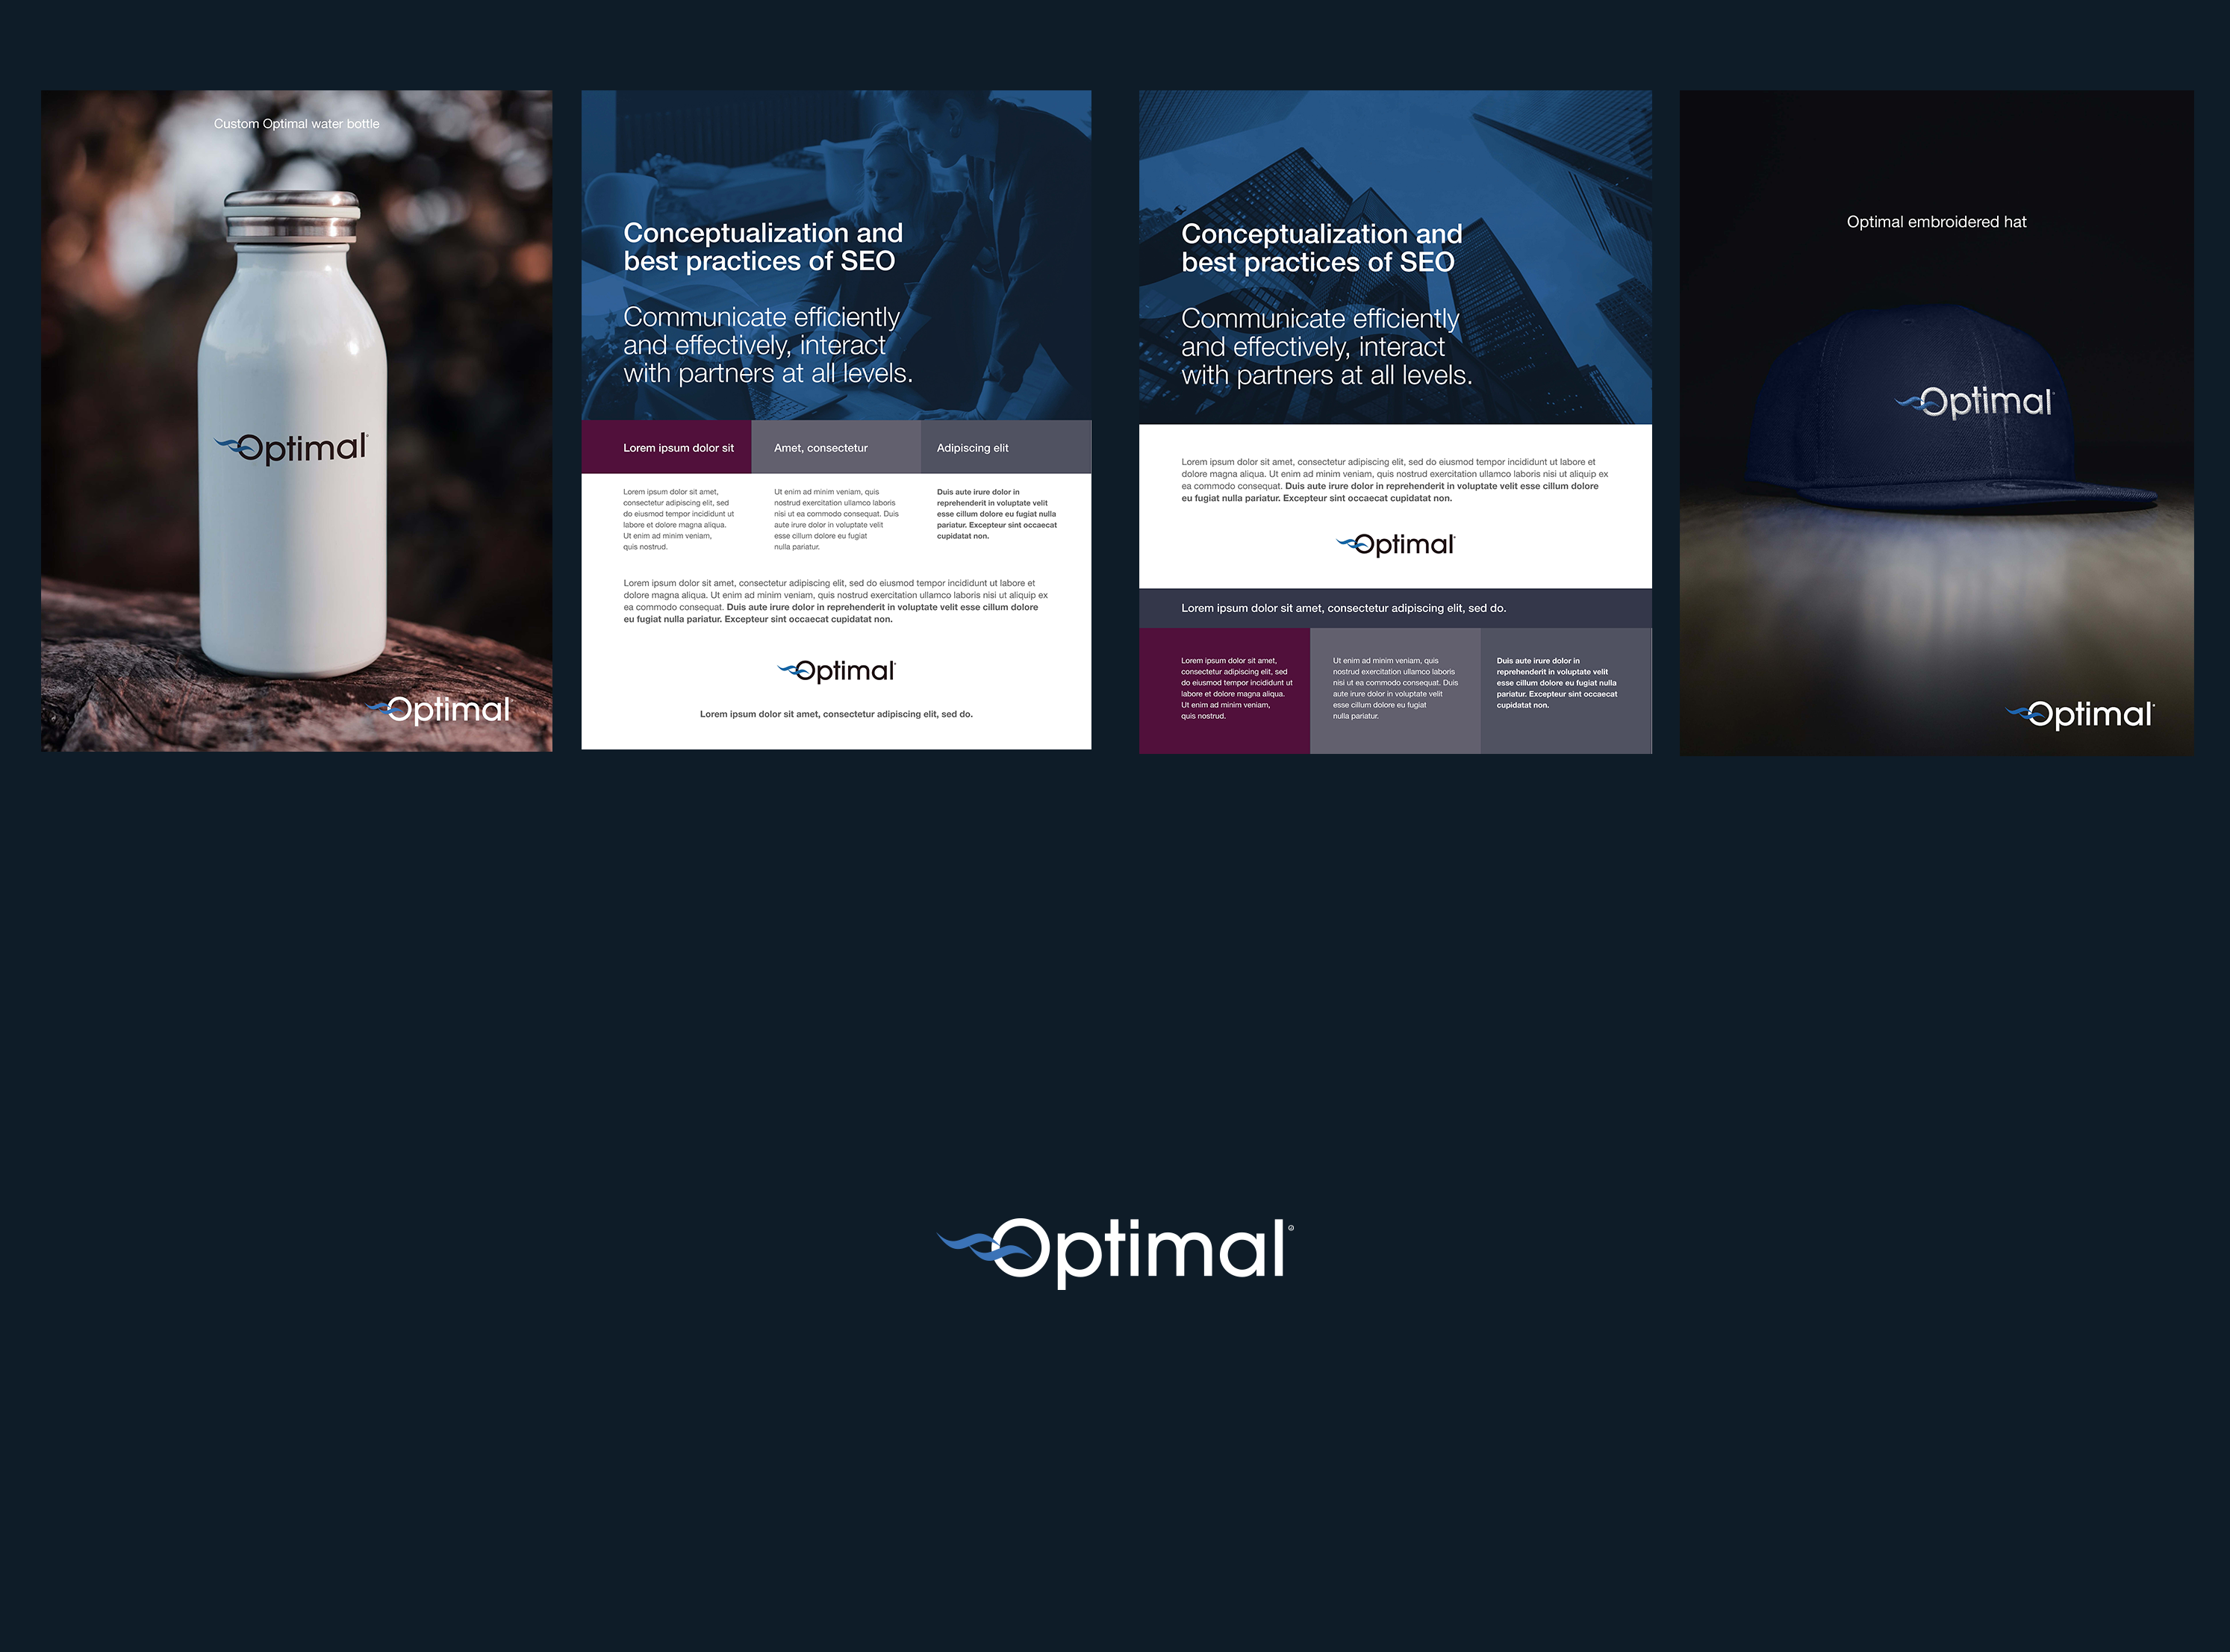 Custom Optimal water bottle
Optimal
Optimal
Conceptualization and
best practices of SEO
Communicate efficiently
and effectively, interact
with partners at all levels.
Lorem ipsum dolor sit
Amet, consectetur
Adipiscing elit
Lorem ipsum dolor sit amet,
consectetur adipiscing elit, sed
do eiusmod tempor incididunt ut
labore et dolore magna aliqua.
Ut enim ad minim veniam,
quis nostrud.
Ut enim ad minim veniam, quis
nostrud exercitation ullamco laboris
nisi ut ea commodo consequat. Duis
aute irure dolor in voluptate velit
esse cillum dolore eu fugiat
nulla pariatur.
Duis aute irure dolor in
reprehenderit in voluptate velit
esse cillum dolore eu fugiat nulla
pariatur. Excepteur sint occaecat
cupidatat non.
Lorem ipsum dolor sit amet, consectetur adipiscing elit, sed do eiusmod tempor incididunt ut labore et
dolore magna aliqua. Ut enim ad minim veniam, quis nostrud exercitation ullamco laboris nisi ut aliquip ex
ea commodo consequat. Duis aute irure dolor in reprehenderit in voluptate velit esse cillum dolore
eu fugiat nulla pariatur. Excepteur sint occaecat cupidatat non.
Optimal
Lorem ipsum dolor sit amet, consectetur adipiscing elit, sed do.
Conceptualization and
best practices of SEO
Communicate efficiently
and effectively, interact
with partners at all levels.
Lorem ipsum dolor sit amet, consectetur adipiscing elit, sed do eiusmod tempor incididunt ut labore et
dolore magna aliqua. Ut enim ad minim veniam, quis nostrud exercitation ullamco laboris nisi ut aliquip ex
ea commodo consequat. Duis aute irure dolor in reprehenderit in voluptate velit esse cillum dolore
eu fugiat nulla pariatur. Excepteur sint occaecat cupidatat non.
Optimal
Lorem ipsum dolor sit amet, consectetur adipiscing elit, sed do.
Lorem ipsum dolor sit amet,
consectetur adipiscing elit, sed
do eiusmod tempor incididunt ut
labore et dolore magna aliqua.
Ut enim ad minim veniam,
quis nostrud.
Ut enim ad minim veniam, quis
nostrud exercitation ullamco laboris
nisi ut ea commodo consequat. Duis
aute irure dolor in voluptate velit
esse cillum dolore eu fugiat
nulla pariatur.
Duis aute irure dolor in
reprehenderit in voluptate velit
esse cillum dolore eu fugiat nulla
pariatur. Excepteur sint occaecat
cupidatat non.
Optimal embroidered hat
Optimal
Optimal
Optimal®